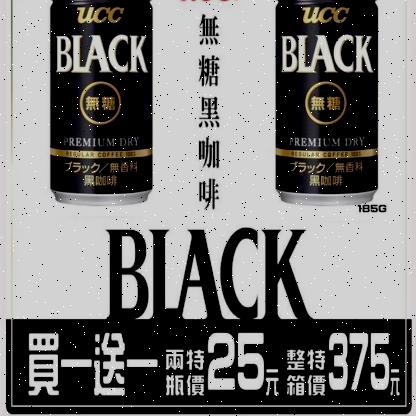 ucc
BLACK
無糖
PREMIUM DRY
REGULAR COFFEE 100%
ブラック/無香料
黑咖啡
無糖黑咖啡
ucc
BLACK
無糖
PREMIUM DRY
REGULAR COFFEE 100%
ブラック/無香料
黑咖啡
185G
BLACK
買一送一 兩瓶特價25元 整箱特價375元